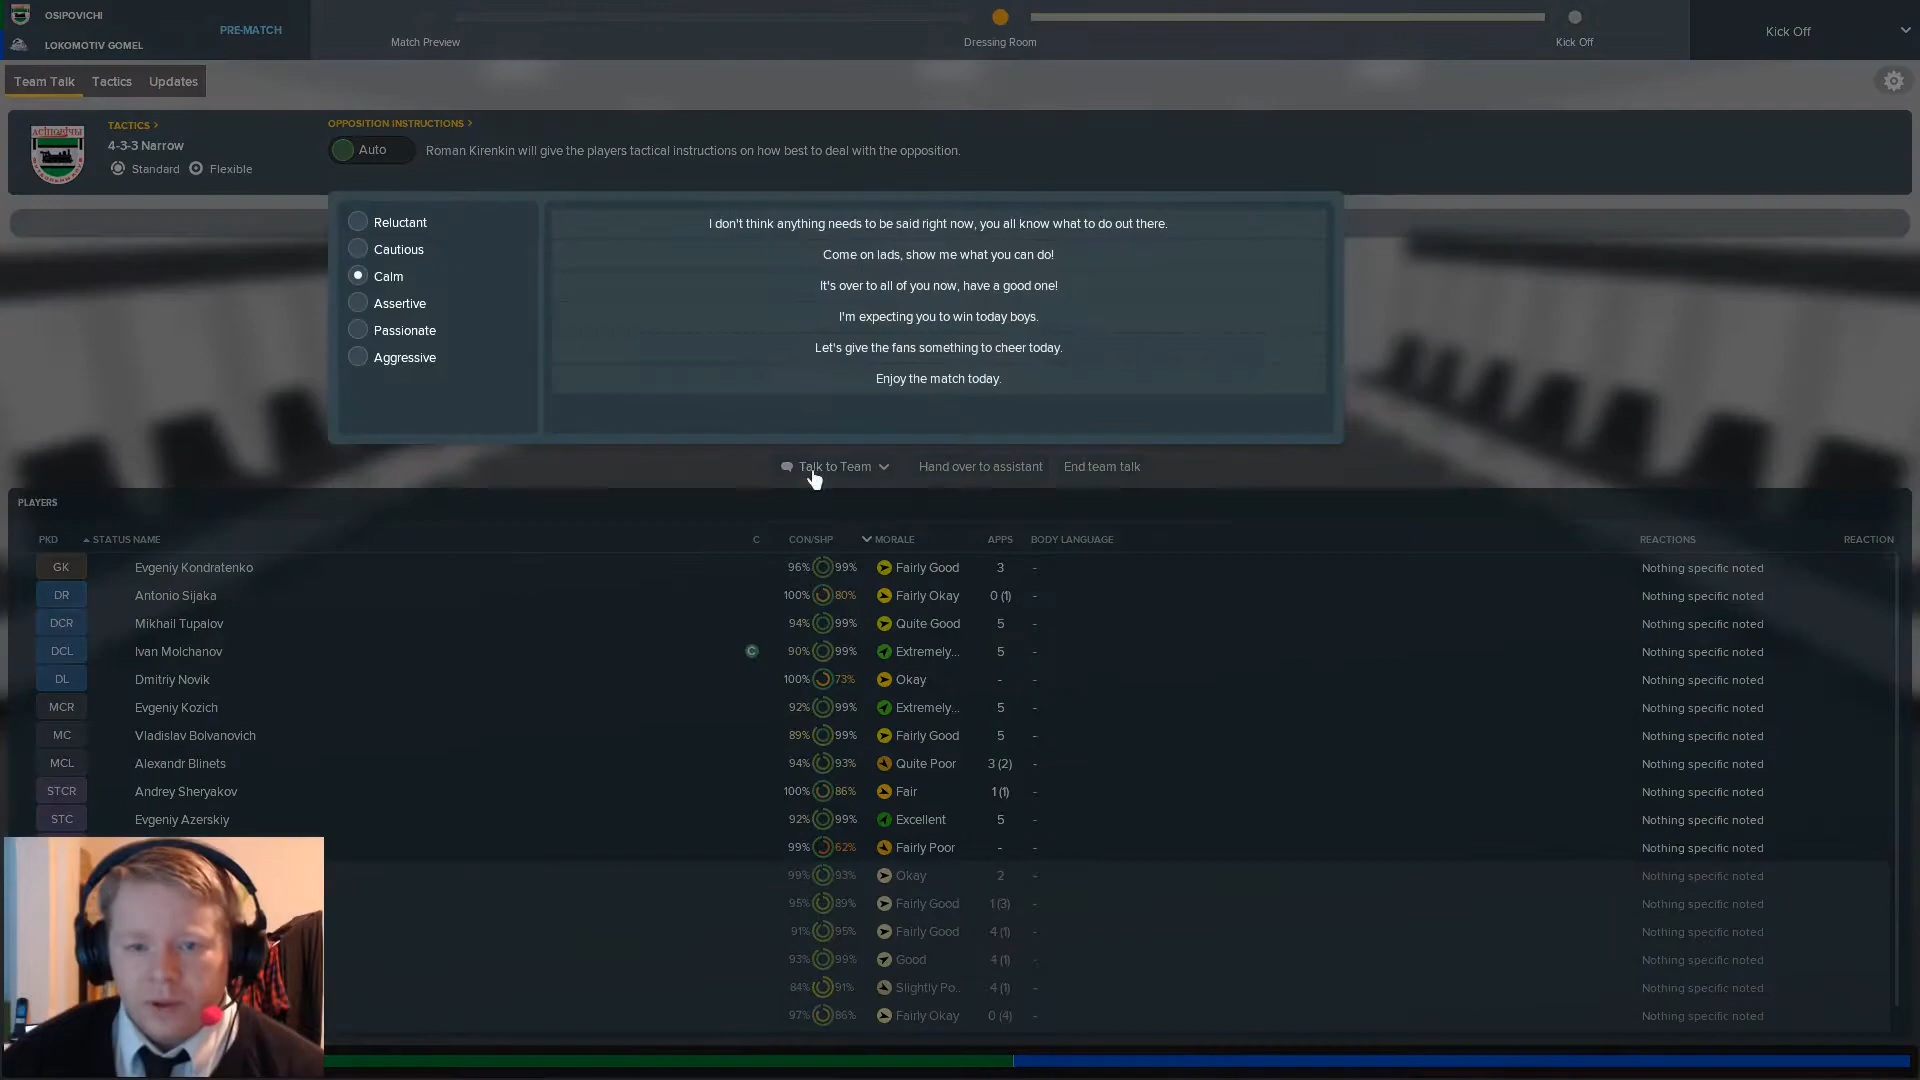 OSIPOVICHI
LOKOMOTIV GOMEL
PRE-MATCH
Match Preview
Dressing Room
Kick Off
Kick Off
Team Talk
Tactics
Updates
TACTICS >
4-3-3 Narrow
Standard
Flexible
OPPOSITION INSTRUCTIONS >
Auto
Roman Kirenkin will give the players tactical instructions on how best to deal with the opposition.
Reluctant
Cautious
Calm
Assertive
Passionate
Aggressive
I don't think anything needs to be said right now, you all know what to do out there.
Come on lads, show me what you can do!
It's over to all of you now, have a good one!
I'm expecting you to win today boys.
Let's give the fans something to cheer today.
Enjoy the match today.
Talk to Team
Hand over to assistant
End team talk
PLAYERS
PKD STATUS NAME C CON/SHP MORALE APPS BODY LANGUAGE REACTIONS REACTION
GK Evgeniy Kondratenko 96% 99% Fairly Good 3 - Nothing specific noted
DR Antonio Sijaka 100% 80% Fairly Okay 0 (1) - Nothing specific noted
DCR Mikhail Tupalov 94% 99% Quite Good 5 - Nothing specific noted
DCL Ivan Molchanov C 90% 99% Extremely... 5 - Nothing specific noted
DL Dmitriy Novik 100% 73% Okay - - Nothing specific noted
MCR Evgeniy Kozich 92% 99% Extremely... 5 - Nothing specific noted
MC Vladislav Bolvanovich 89% 99% Fairly Good 5 - Nothing specific noted
MCL Alexandr Blinets 94% 93% Quite Poor 3 (2) - Nothing specific noted
STCR Andrey Sheryakov 100% 86% Fair 1 (1) - Nothing specific noted
STC Evgeniy Azerskiy 92% 99% Excellent 5 - Nothing specific noted
99% 62% Fairly Poor - - Nothing specific noted
99% 93% Okay 2 - Nothing specific noted
95% 89% Fairly Good 1 (3) - Nothing specific noted
91% 95% Fairly Good 4 (1) - Nothing specific noted
93% 99% Good 4 (1) - Nothing specific noted
84% 91% Slightly Po.. 4 (1) - Nothing specific noted
97% 86% Fairly Okay 0 (4) - Nothing specific noted